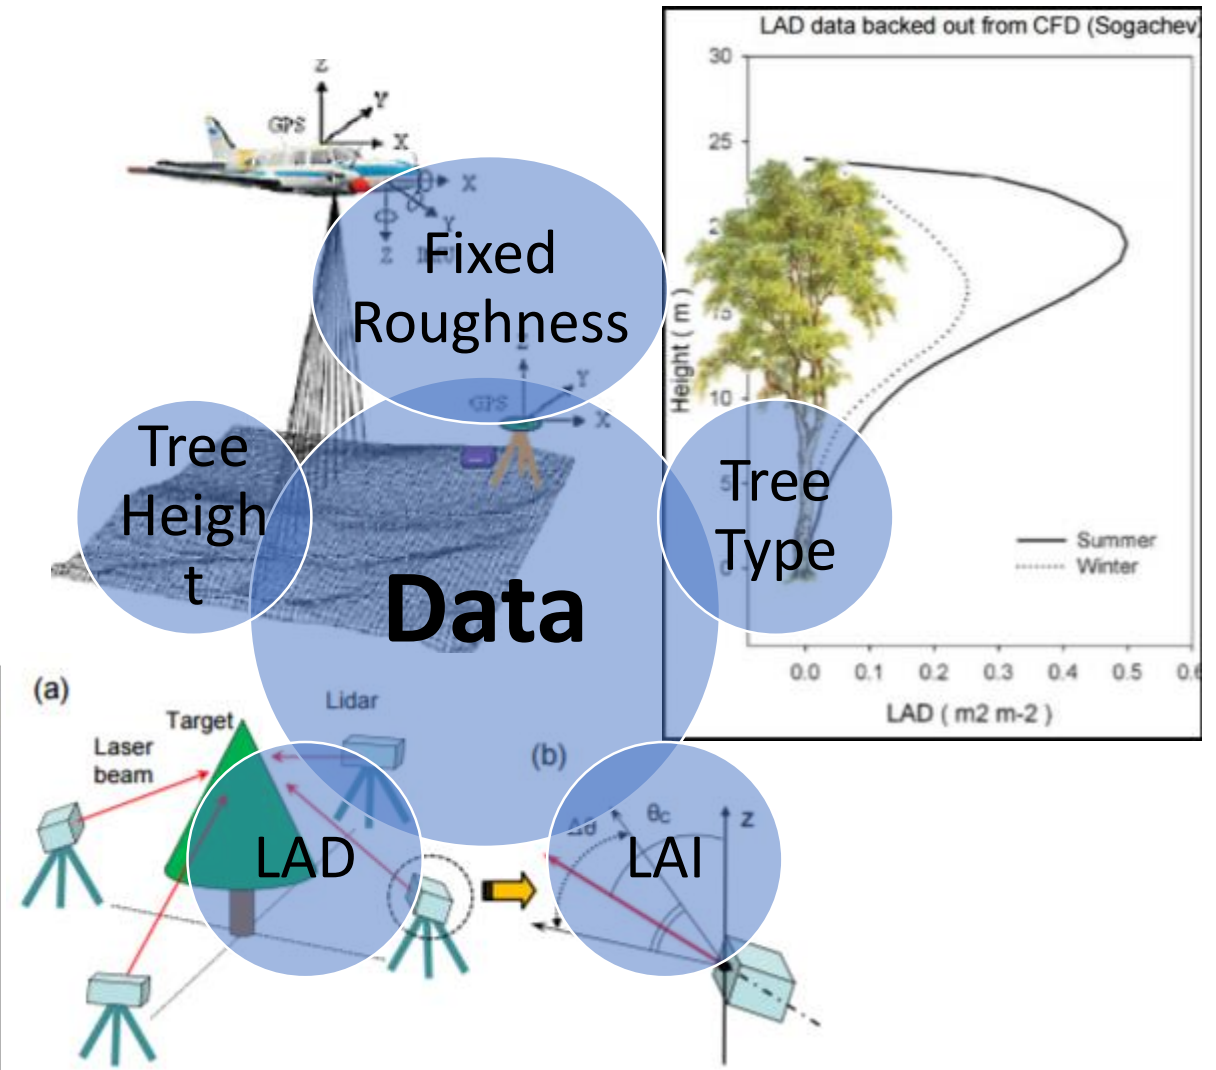 LAD data backed out from CFD (Sogachev)
30
25
10
5
0
Height ( m )
0.0 0.1 0.2 0.3 0.4 0.5
LAD ( m2 m-2 )
Summer
Winter
Z
Y
X
GPS
X
Y
Z
Fixed
Roughness
Z
Y
X
GPS
Tree
Heigh
t
Tree
Type
Data
(a)
Target
Lidar
Laser
beam
LAD
(b)
Δθ
θc
z
LAI